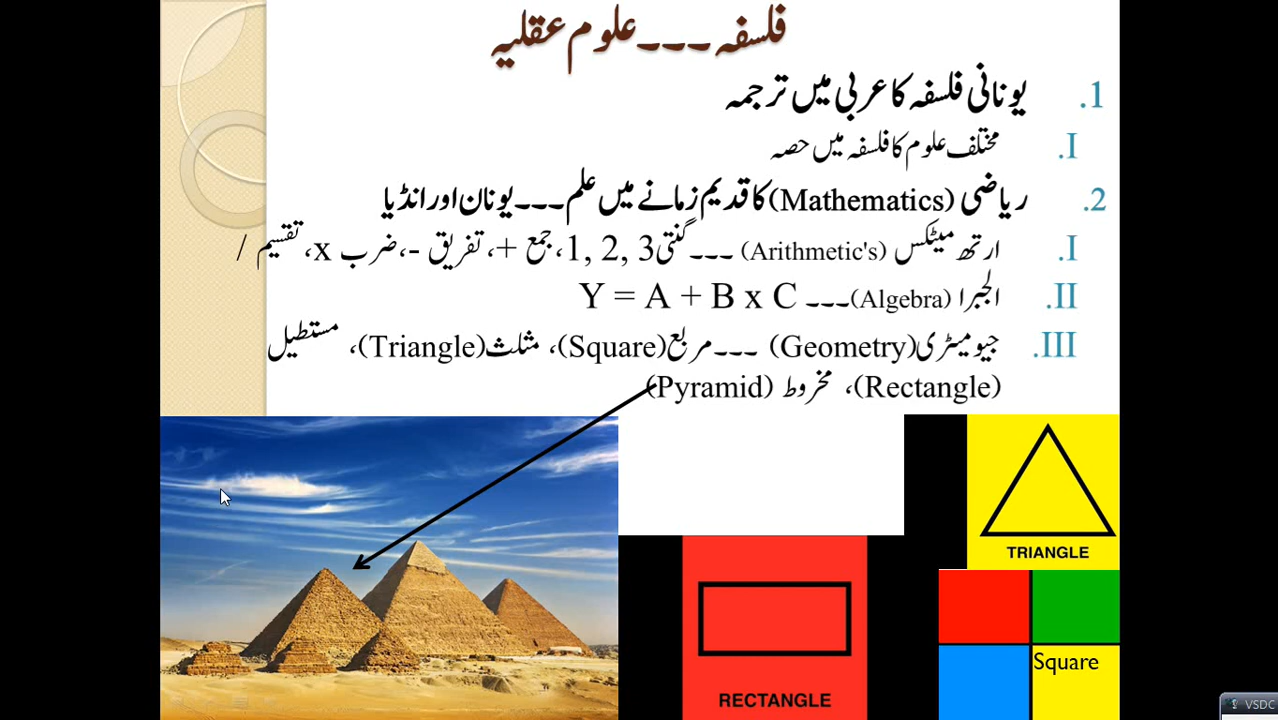 فلسفہ ۔۔۔ علوم عقلیہ
1. یونانی فلسفہ کا عربی میں ترجمہ
I. مختلف علوم کا فلسفہ میں حصہ
2. ریاضی (Mathematics) کا قدیم زمانے میں علم ۔۔۔ یونان اور انڈیا
I. ارتھ میٹکس (Arithmetic's) ۔۔۔ گنتی 1, 2, 3، جمع +، تفریق -، ضرب x، تقسیم /
II. الجبرا (Algebra) ۔۔۔ Y = A + B x C
III. جیومیٹری (Geometry) ۔۔۔ مربع (Square)، مثلث (Triangle)، مستطیل
(Rectangle)، مخروط (Pyramid)
TRIANGLE
Square
RECTANGLE
VSDC